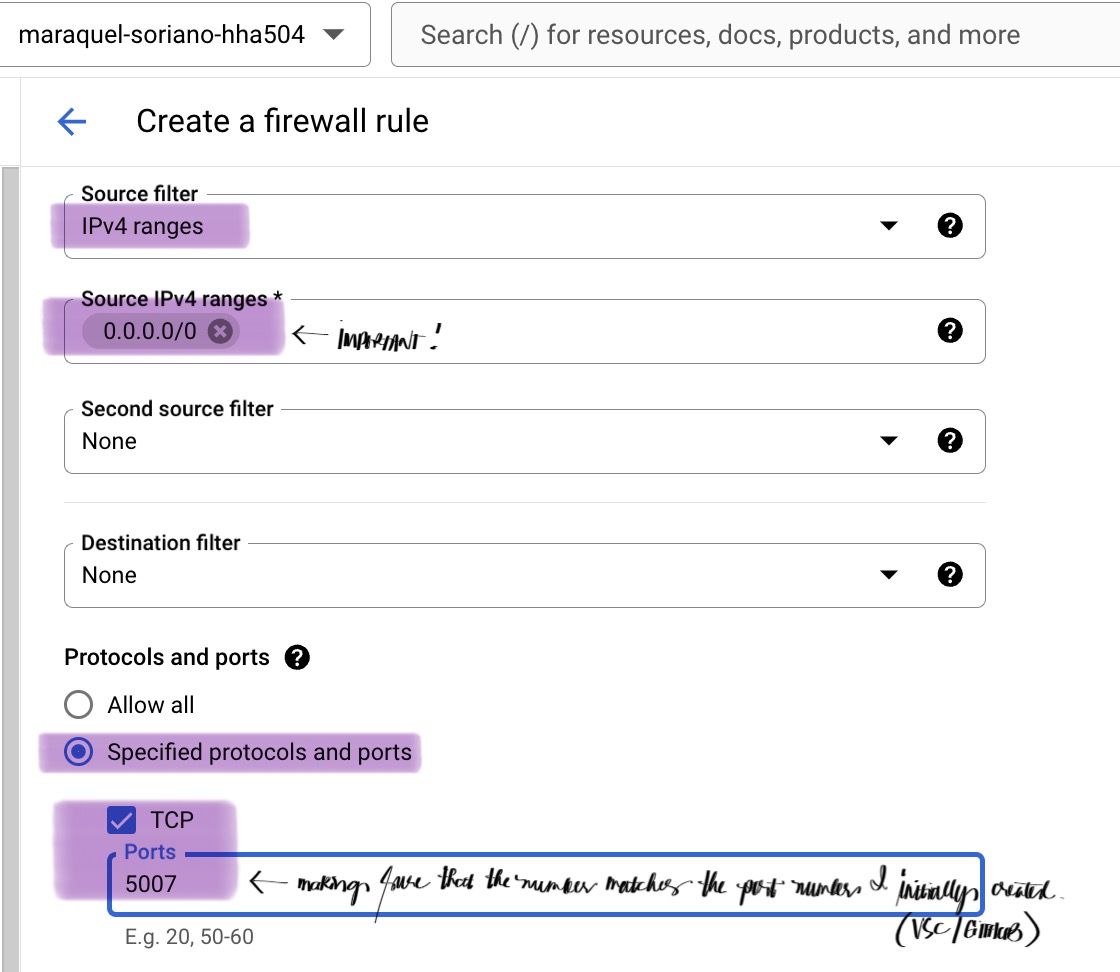 maraquel-soriano-hha504 Search (/) for resources, docs, products, and more
Create a firewall rule
Source filter
IPv4 ranges
Source IPv4 ranges *
0.0.0.0/0 ← IMPORTANT!
Second source filter
None
Destination filter
None
Protocols and ports
Allow all
Specified protocols and ports
TCP
Ports
5007 ← making sure that the number matches the port number I initially created.
(VSC/GitHub)
E.g. 20, 50-60